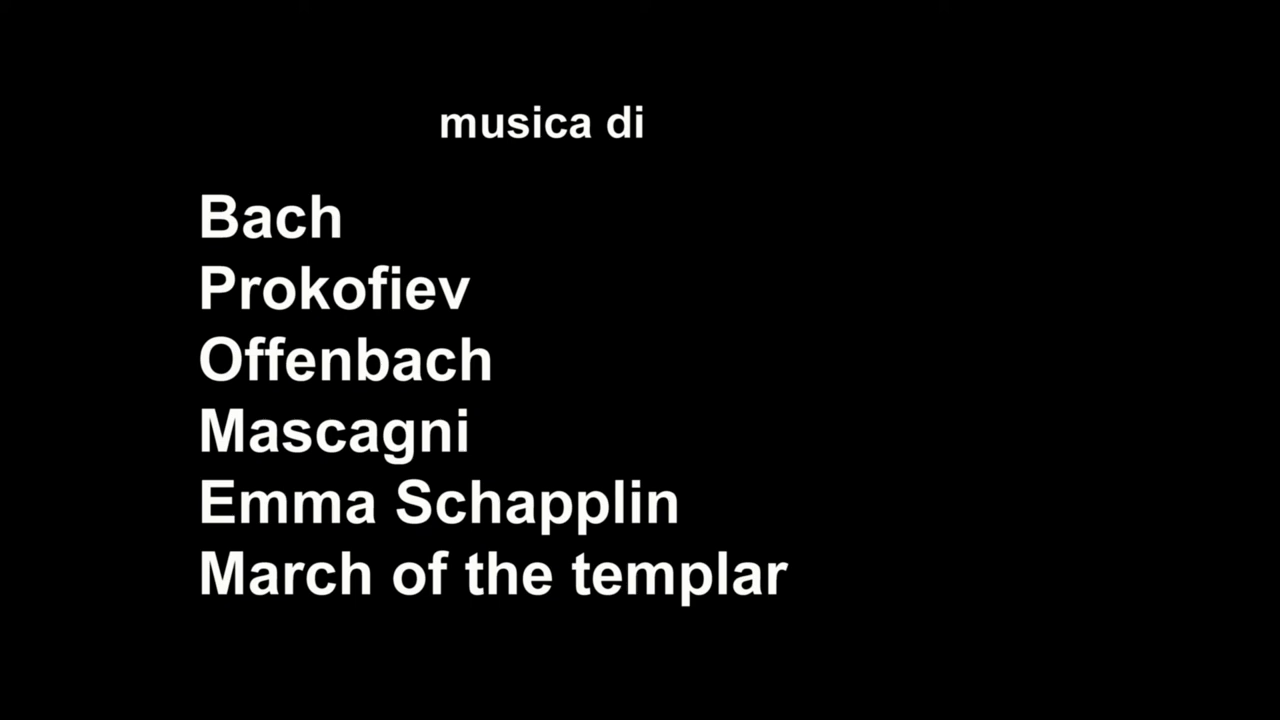 musica di
Bach
Prokofiev
Offenbach
Mascagni
Emma Schapplin
March of the templar